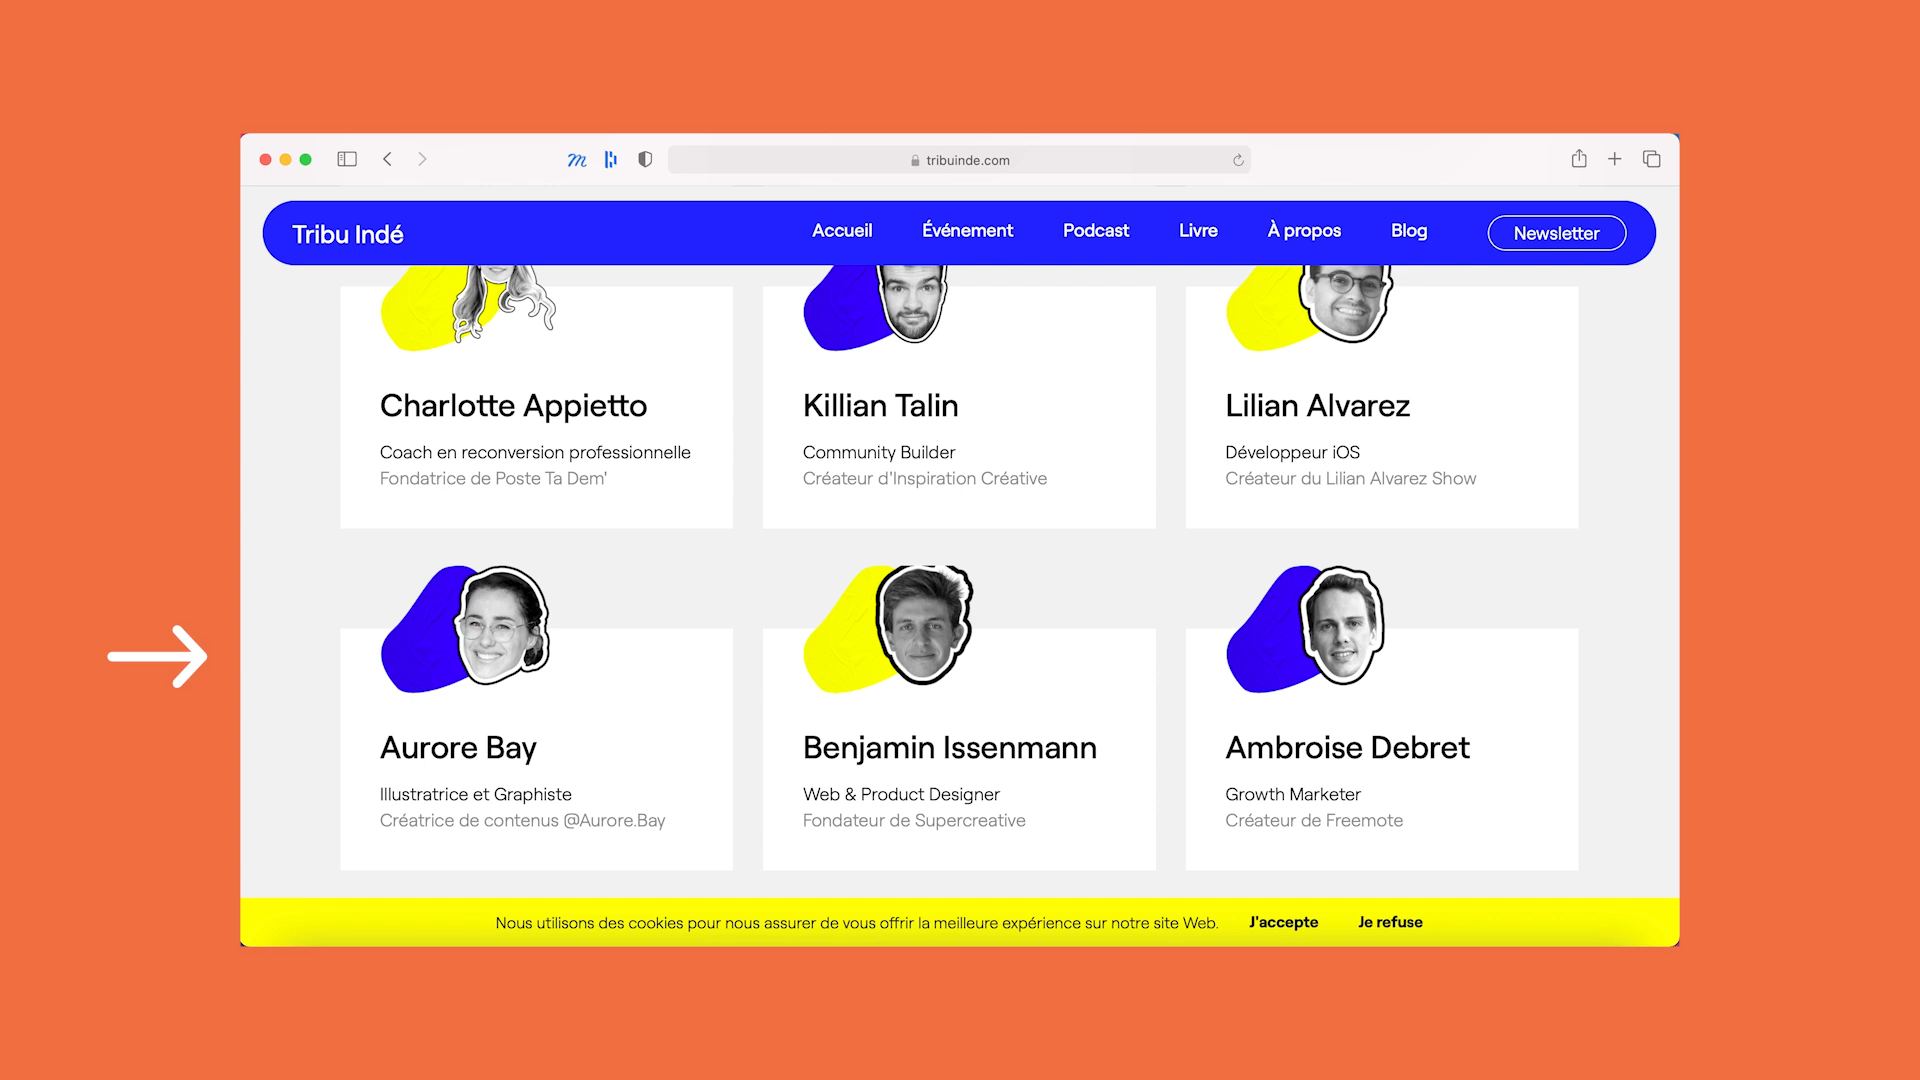 tribuinde.com
Tribu Indé
Accueil
Événement
Podcast
Livre
À propos
Blog
Newsletter
Charlotte Appietto
Coach en reconversion professionnelle
Fondatrice de Poste Ta Dem'
Killian Talin
Community Builder
Créateur d'Inspiration Créative
Lilian Alvarez
Développeur iOS
Créateur du Lilian Alvarez Show
Aurore Bay
Illustratrice et Graphiste
Créatrice de contenus @Aurore.Bay
Benjamin Issenmann
Web & Product Designer
Fondateur de Supercreative
Ambroise Debret
Growth Marketer
Créateur de Freemote
Nous utilisons des cookies pour nous assurer de vous offrir la meilleure expérience sur notre site Web.
J'accepte
Je refuse